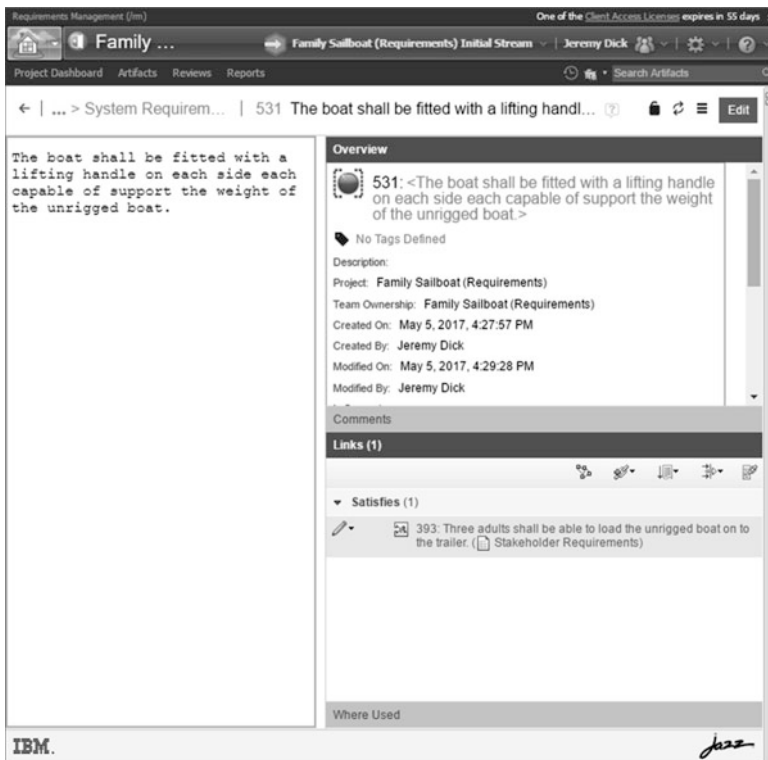 Requirements Management (/rm)
One of the Client Access Licenses expires in 55 days
Family ...
Family Sailboat (Requirements) Initial Stream
Jeremy Dick
Project Dashboard Artifacts Reviews Reports
Search Artifacts
... > System Requirem... | 531 The boat shall be fitted with a lifting handl...
Edit
The boat shall be fitted with a
lifting handle on each side each
capable of support the weight of
the unrigged boat.
Overview
531: <The boat shall be fitted with a lifting handle
on each side each capable of support the weight
of the unrigged boat.>
No Tags Defined
Description:
Project: Family Sailboat (Requirements)
Team Ownership: Family Sailboat (Requirements)
Created On: May 5, 2017, 4:27:57 PM
Created By: Jeremy Dick
Modified On: May 5, 2017, 4:29:28 PM
Modified By: Jeremy Dick
Comments
Links (1)
Satisfies (1)
393: Three adults shall be able to load the unrigged boat on to
the trailer. (Stakeholder Requirements)
Where Used
IBM.
jazz